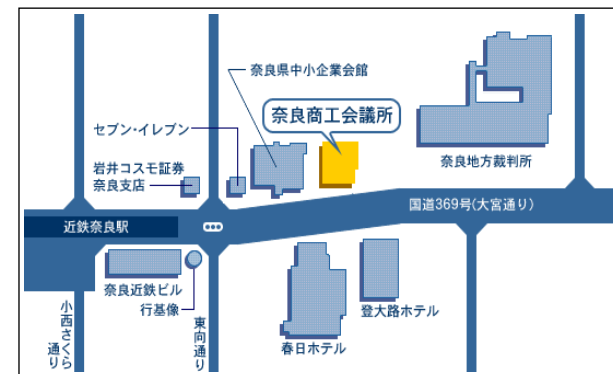 奈良県中小企業会館
奈良商工会議所
セブン・イレブン
奈良地方裁判所
岩井コスモ証券
奈良支店
国道369号(大宮通り)
近鉄奈良駅
奈良近鉄ビル
行基像
登大路ホテル
春日ホテル
小西さくら
通り
東向通り